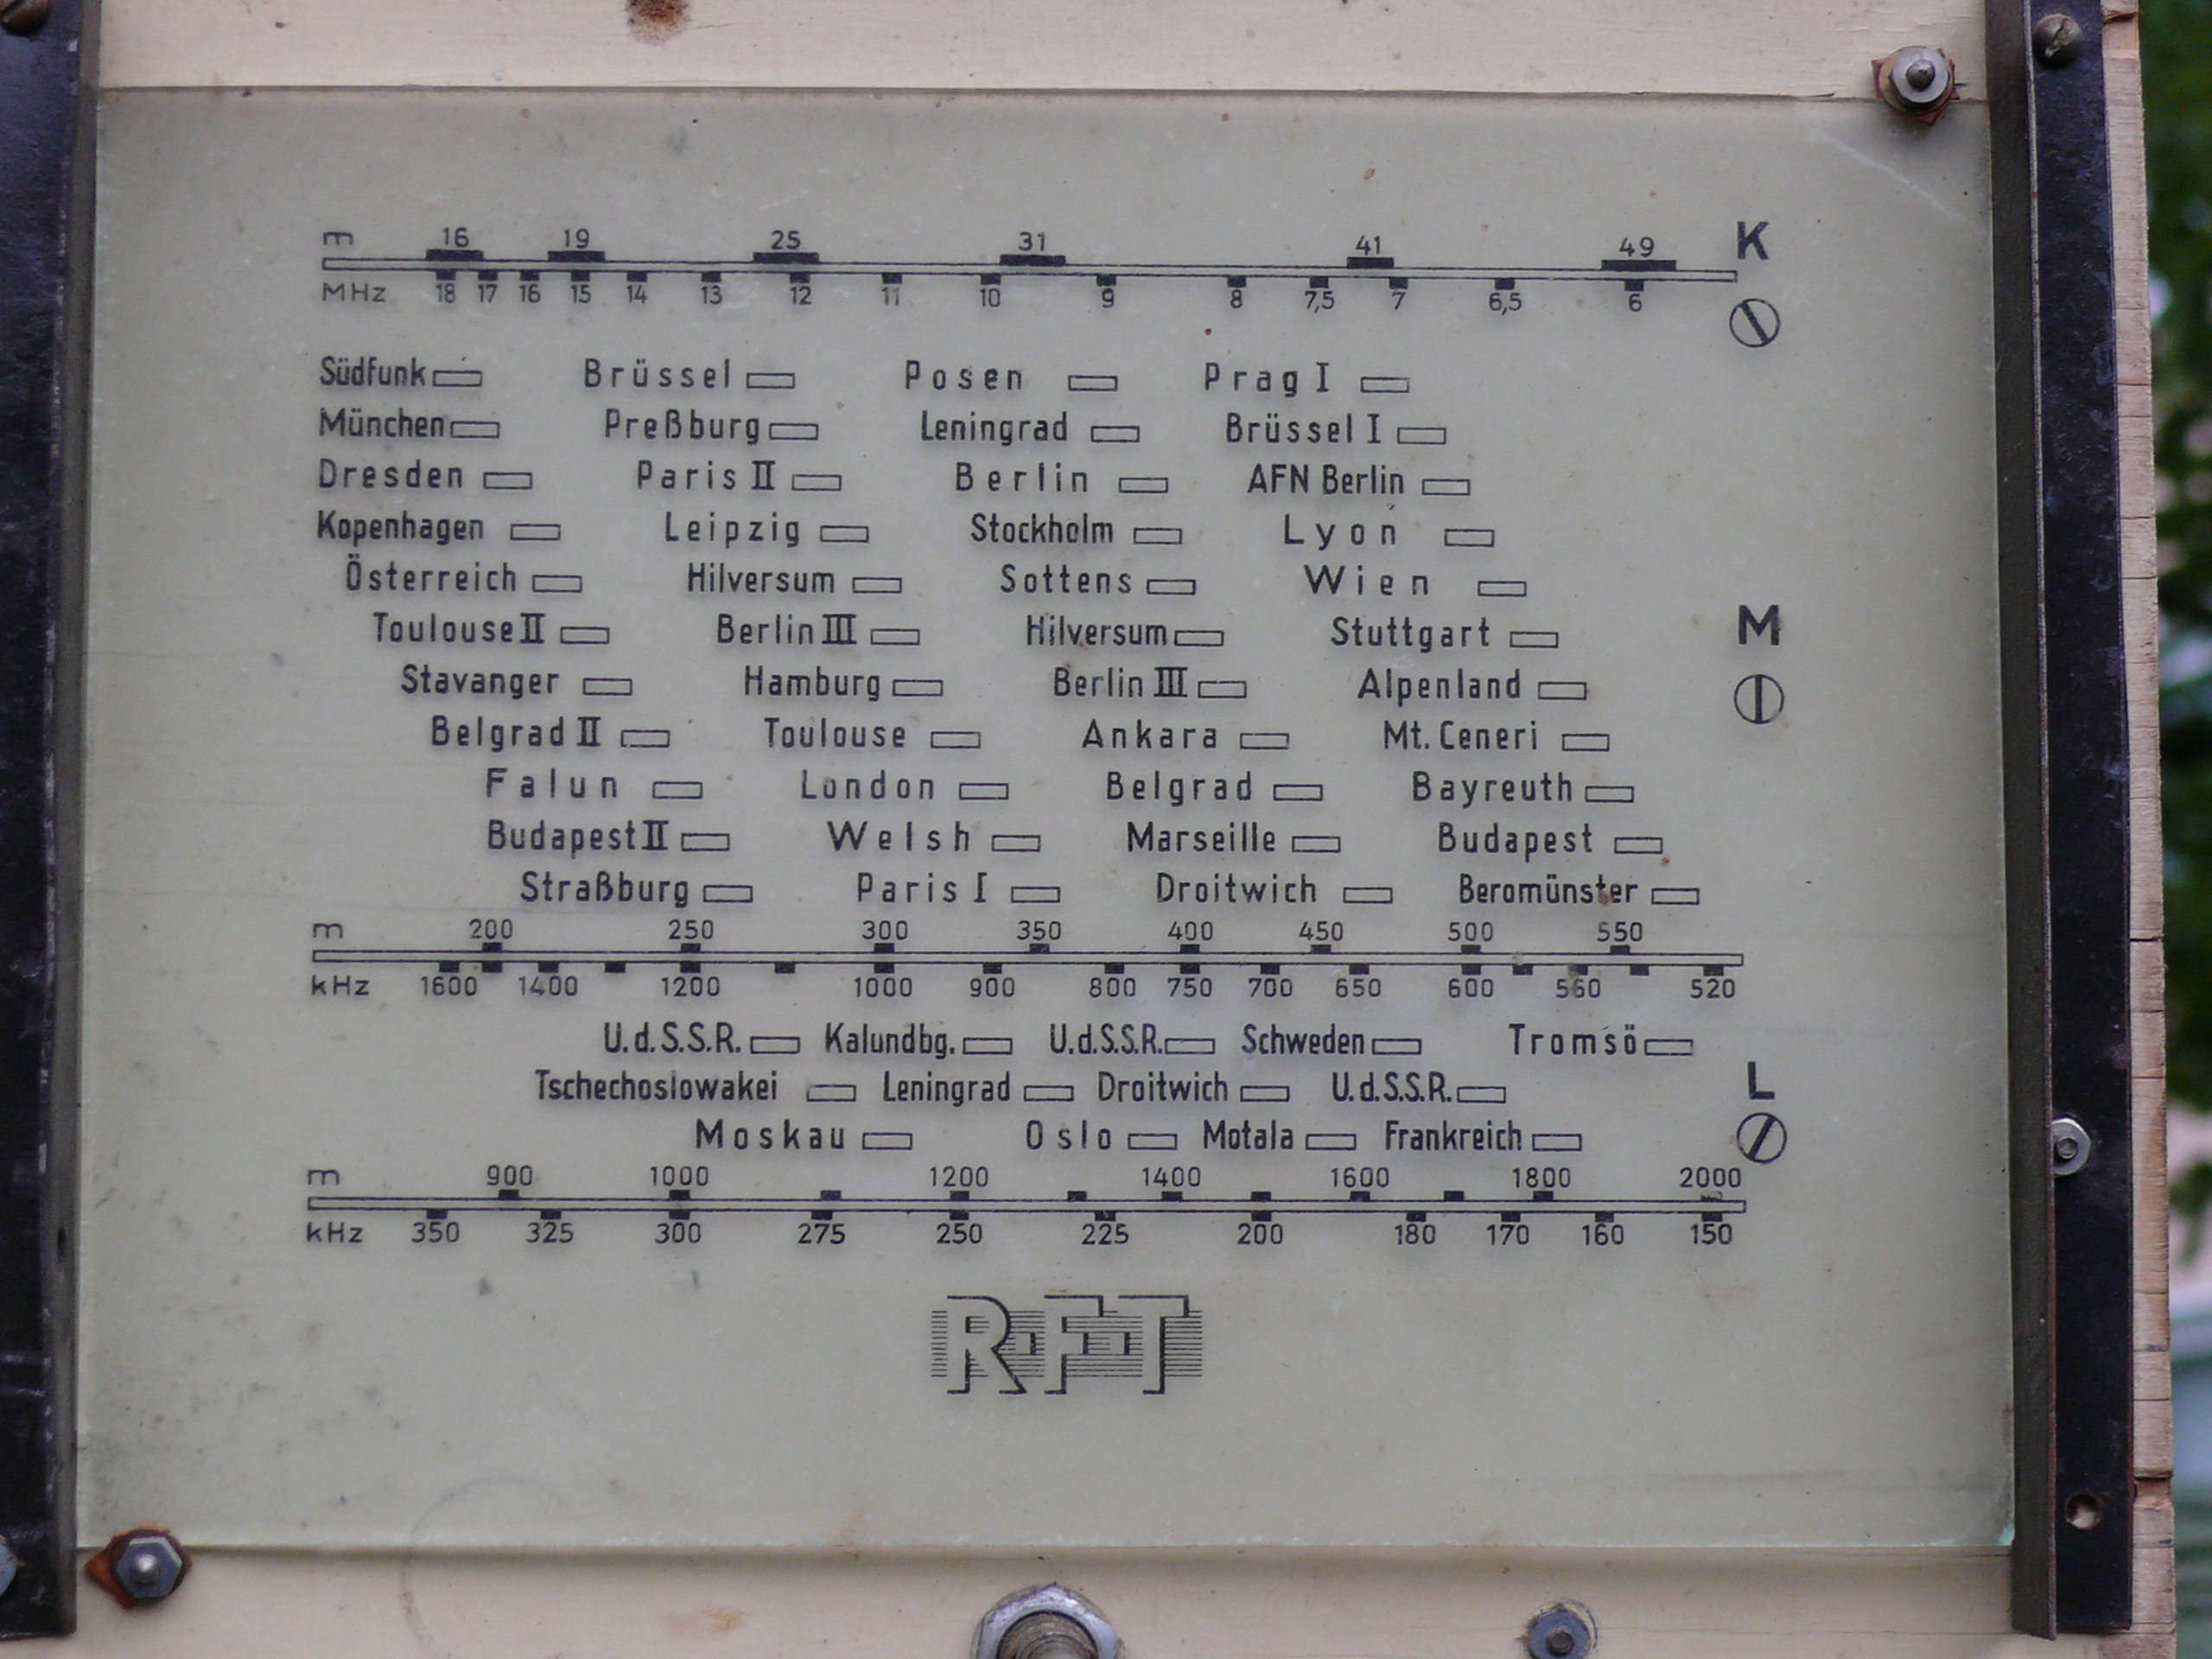 m 16 19 25 31 41 49 K
MHz 18 17 16 15 14 13 12 11 10 9 8 7,5 7 6,5 6
Südfunk Brüssel Posen Prag I
München Preßburg Leningrad Brüssel I
Dresden Paris II Berlin AFN Berlin
Kopenhagen Leipzig Stockholm Lyon
Österreich Hilversum Sottens Wien
Toulouse II Berlin III Hilversum Stuttgart M
Stavanger Hamburg Berlin III Alpenland
Belgrad II Toulouse Ankara Mt. Ceneri
Falun London Belgrad Bayreuth
Budapest II Welsh Marseille Budapest
Straßburg Paris I Droitwich Beromünster
m 200 250 300 350 400 450 500 550
kHz 1600 1400 1200 1000 900 800 750 700 650 600 560 520
U.d.S.S.R. Kalundbg. U.d.S.S.R. Schweden Tromsö
Tschechoslowakei Leningrad Droitwich U.d.S.S.R. L
Moskau Oslo Motala Frankreich
m 900 1000 1200 1400 1600 1800 2000
kHz 350 325 300 275 250 225 200 180 170 160 150
RFT